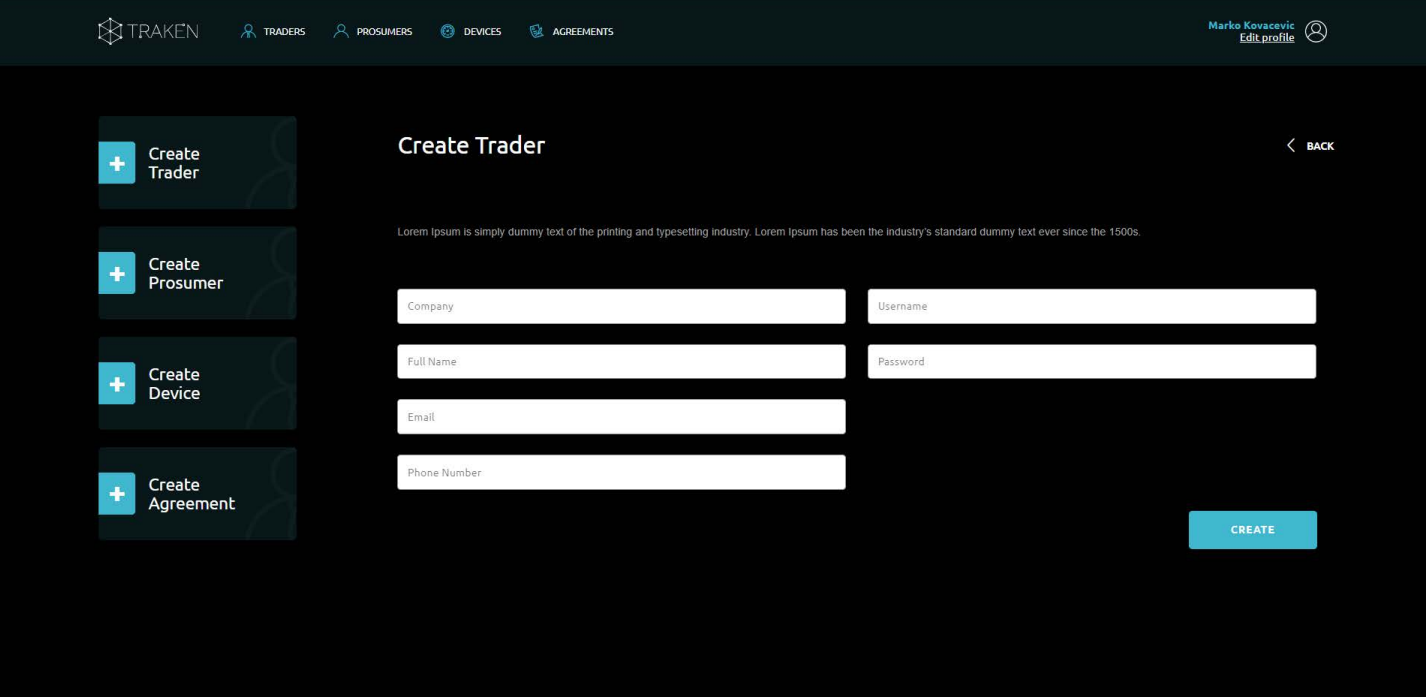 TRAKEN
TRADERS
PROSUMERS
DEVICES
AGREEMENTS
Marko Kovacevic
Edit profile
Create
Trader
Create
Prosumer
Create
Device
Create
Agreement
Create Trader
BACK
Lorem Ipsum is simply dummy text of the printing and typesetting industry. Lorem Ipsum has been the industry's standard dummy text ever since the 1500s.
Company
Username
Full Name
Password
Email
Phone Number
CREATE